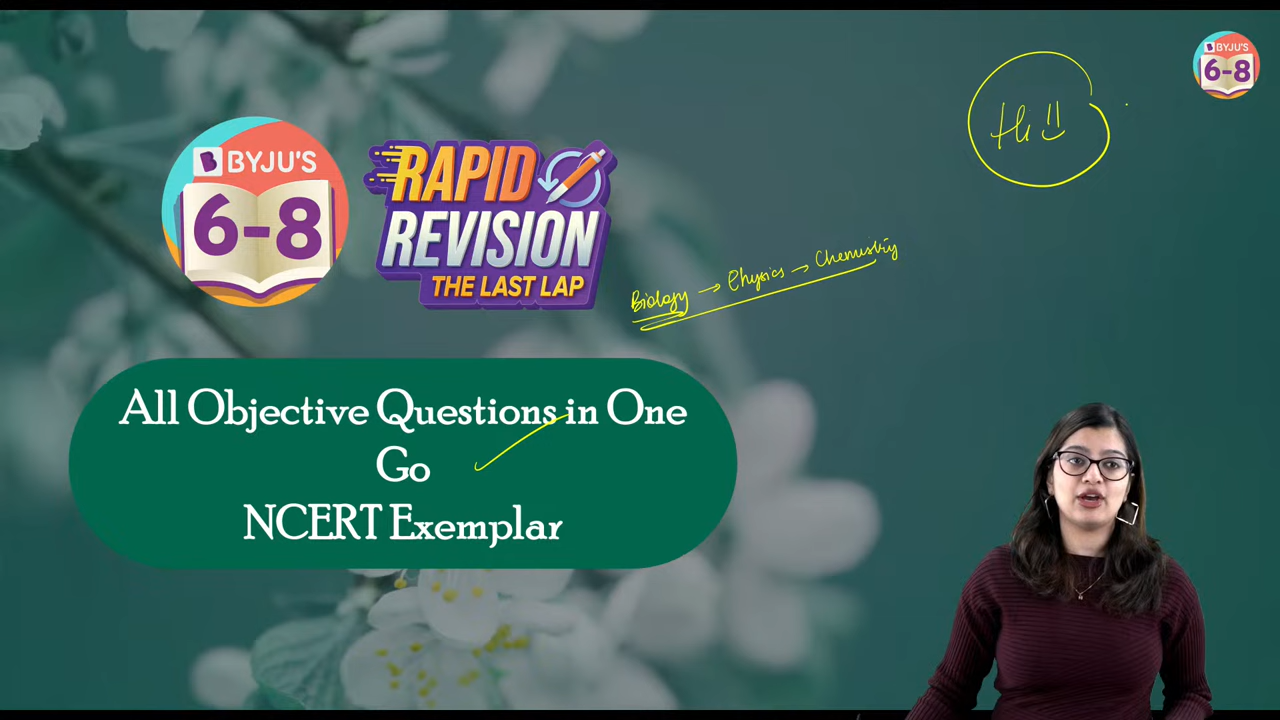 BYJU'S
6-8
RAPID
REVISION
THE LAST LAP
Hi!!
BYJU'S
6-8
Biology → Physics → Chemistry
All Objective Questions in One
Go
NCERT Exemplar